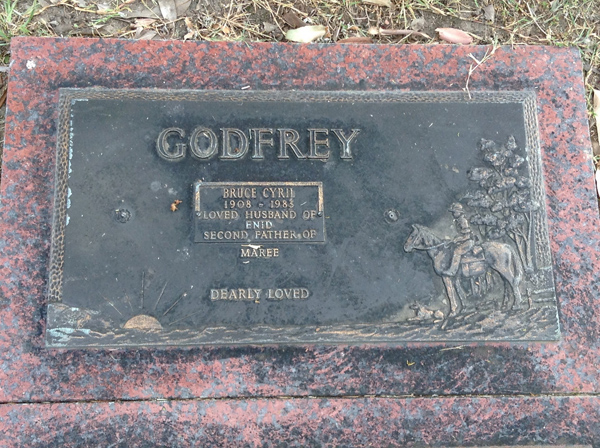 GODFREY
BRUCE CYRIL
1908 - 1983
LOVED HUSBAND OF
ENID
SECOND FATHER OF
MAREE
DEARLY LOVED